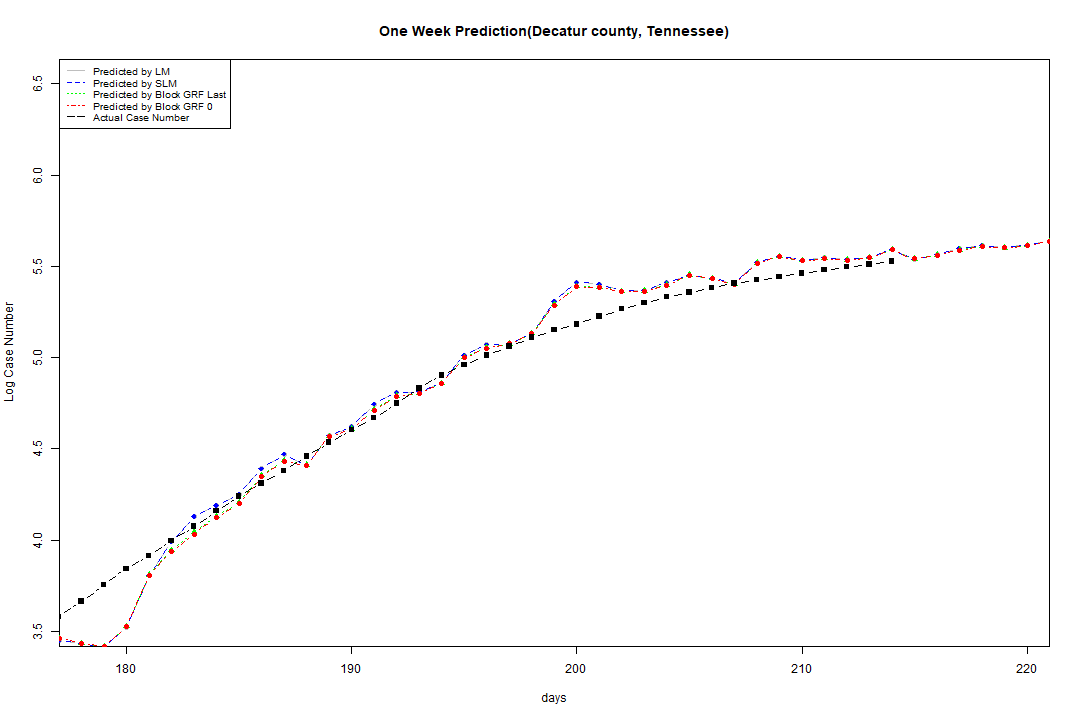 One Week Prediction(Decatur county, Tennessee)
Predicted by LM
Predicted by SLM
Predicted by Block GRF Last
Predicted by Block GRF 0
Actual Case Number
6.5
6.0
5.5
5.0
4.5
4.0
3.5
Log Case Number
180 190 200 210 220
days